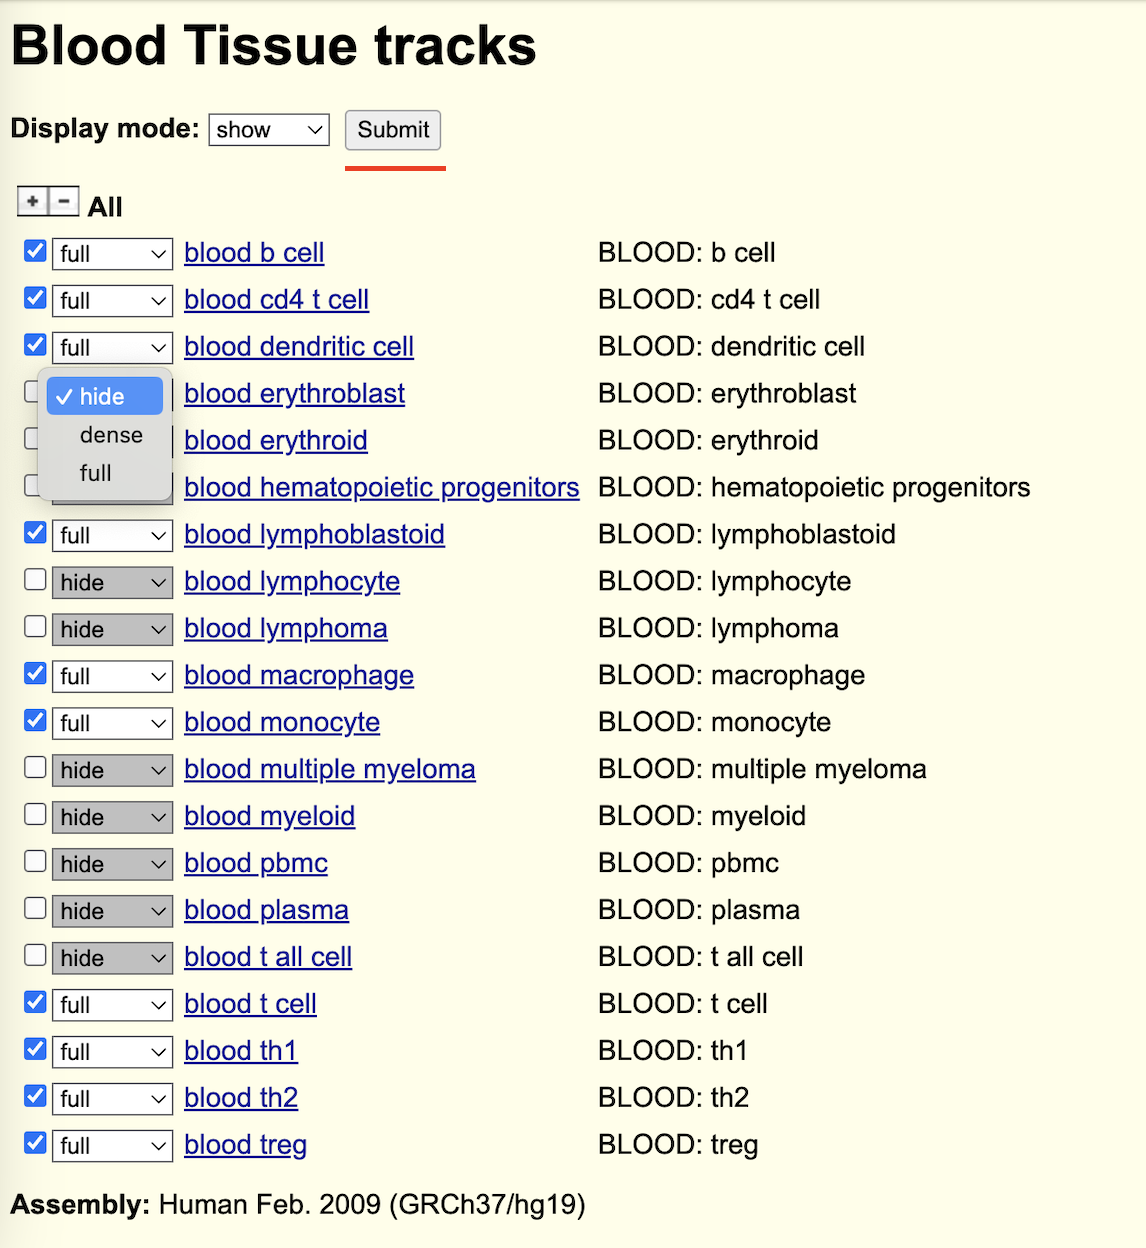 Blood Tissue tracks
Display mode: show Submit
+ - All
full blood b cell BLOOD: b cell
full blood cd4 t cell BLOOD: cd4 t cell
full blood dendritic cell BLOOD: dendritic cell
✓ hide blood erythroblast BLOOD: erythroblast
dense blood erythroid BLOOD: erythroid
full blood hematopoietic progenitors BLOOD: hematopoietic progenitors
full blood lymphoblastoid BLOOD: lymphoblastoid
hide blood lymphocyte BLOOD: lymphocyte
hide blood lymphoma BLOOD: lymphoma
full blood macrophage BLOOD: macrophage
full blood monocyte BLOOD: monocyte
hide blood multiple myeloma BLOOD: multiple myeloma
hide blood myeloid BLOOD: myeloid
hide blood pbmc BLOOD: pbmc
hide blood plasma BLOOD: plasma
hide blood t all cell BLOOD: t all cell
full blood t cell BLOOD: t cell
full blood th1 BLOOD: th1
full blood th2 BLOOD: th2
full blood treg BLOOD: treg
Assembly: Human Feb. 2009 (GRCh37/hg19)